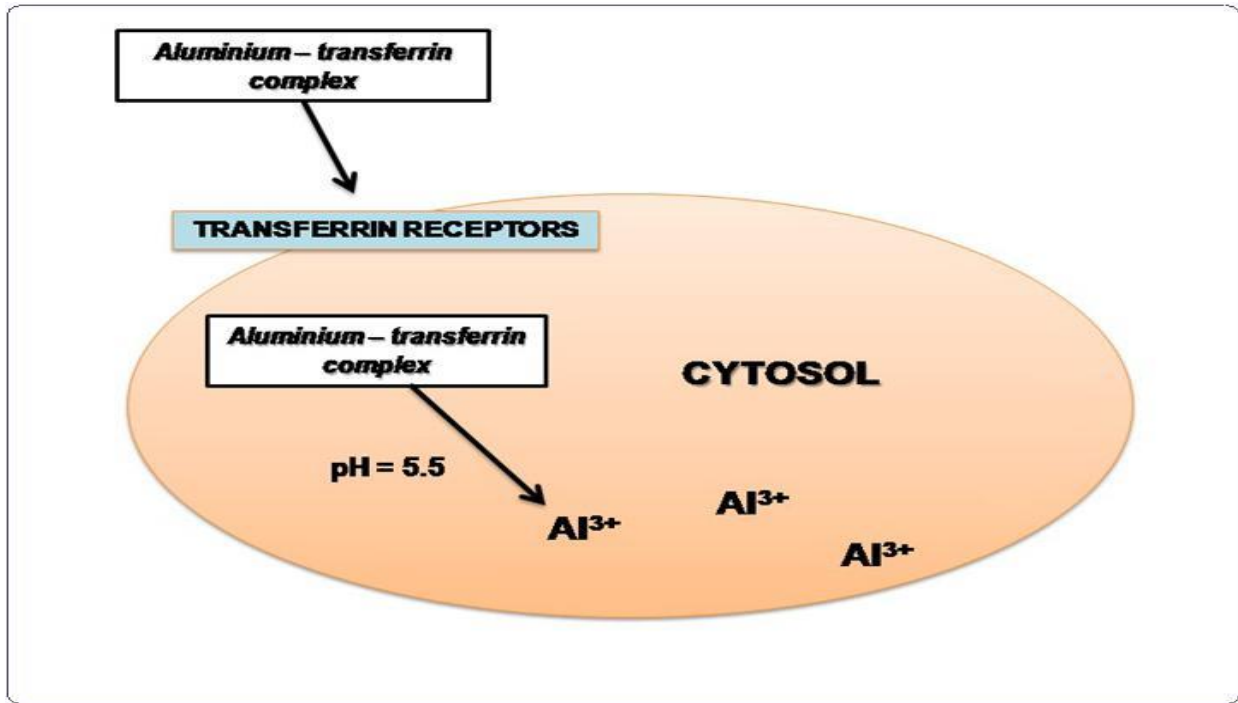 Aluminium – transferrin
complex
TRANSFERRIN RECEPTORS
Aluminium – transferrin
complex
CYTOSOL
pH = 5.5
Al³⁺
Al³⁺
Al³⁺